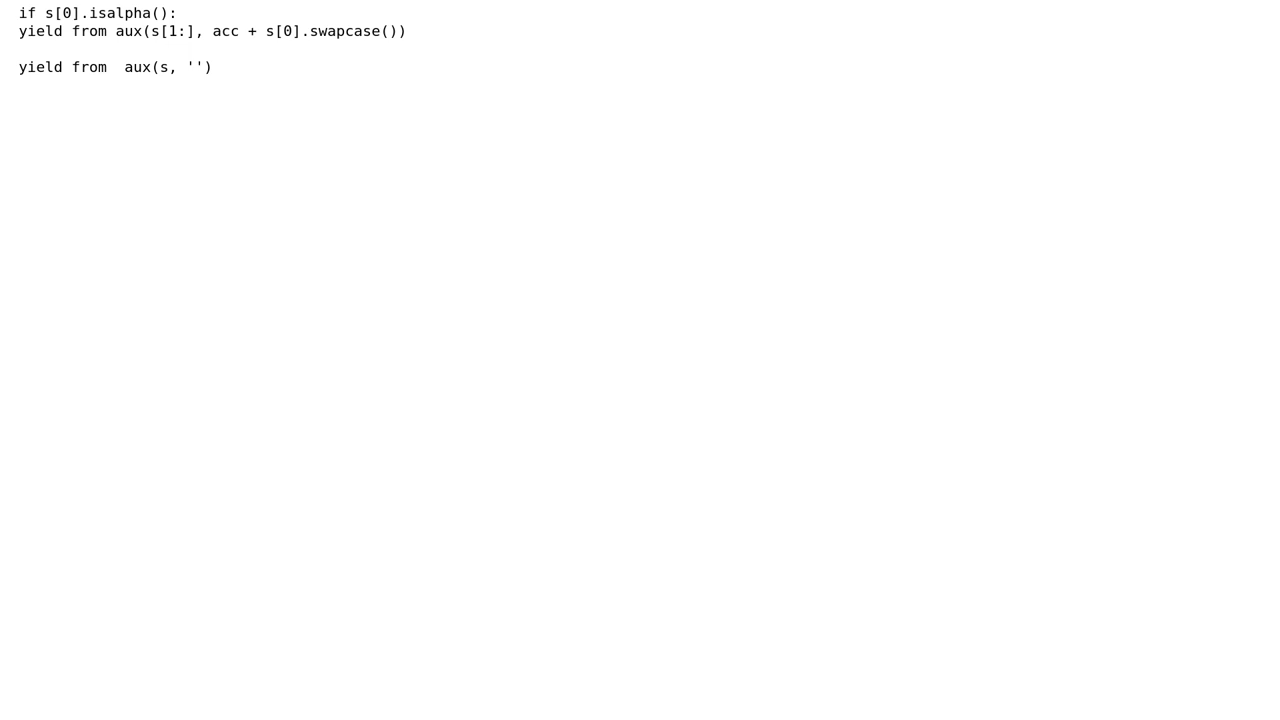 if s[0].isalpha():
yield from aux(s[1:], acc + s[0].swapcase())
yield from  aux(s, '')